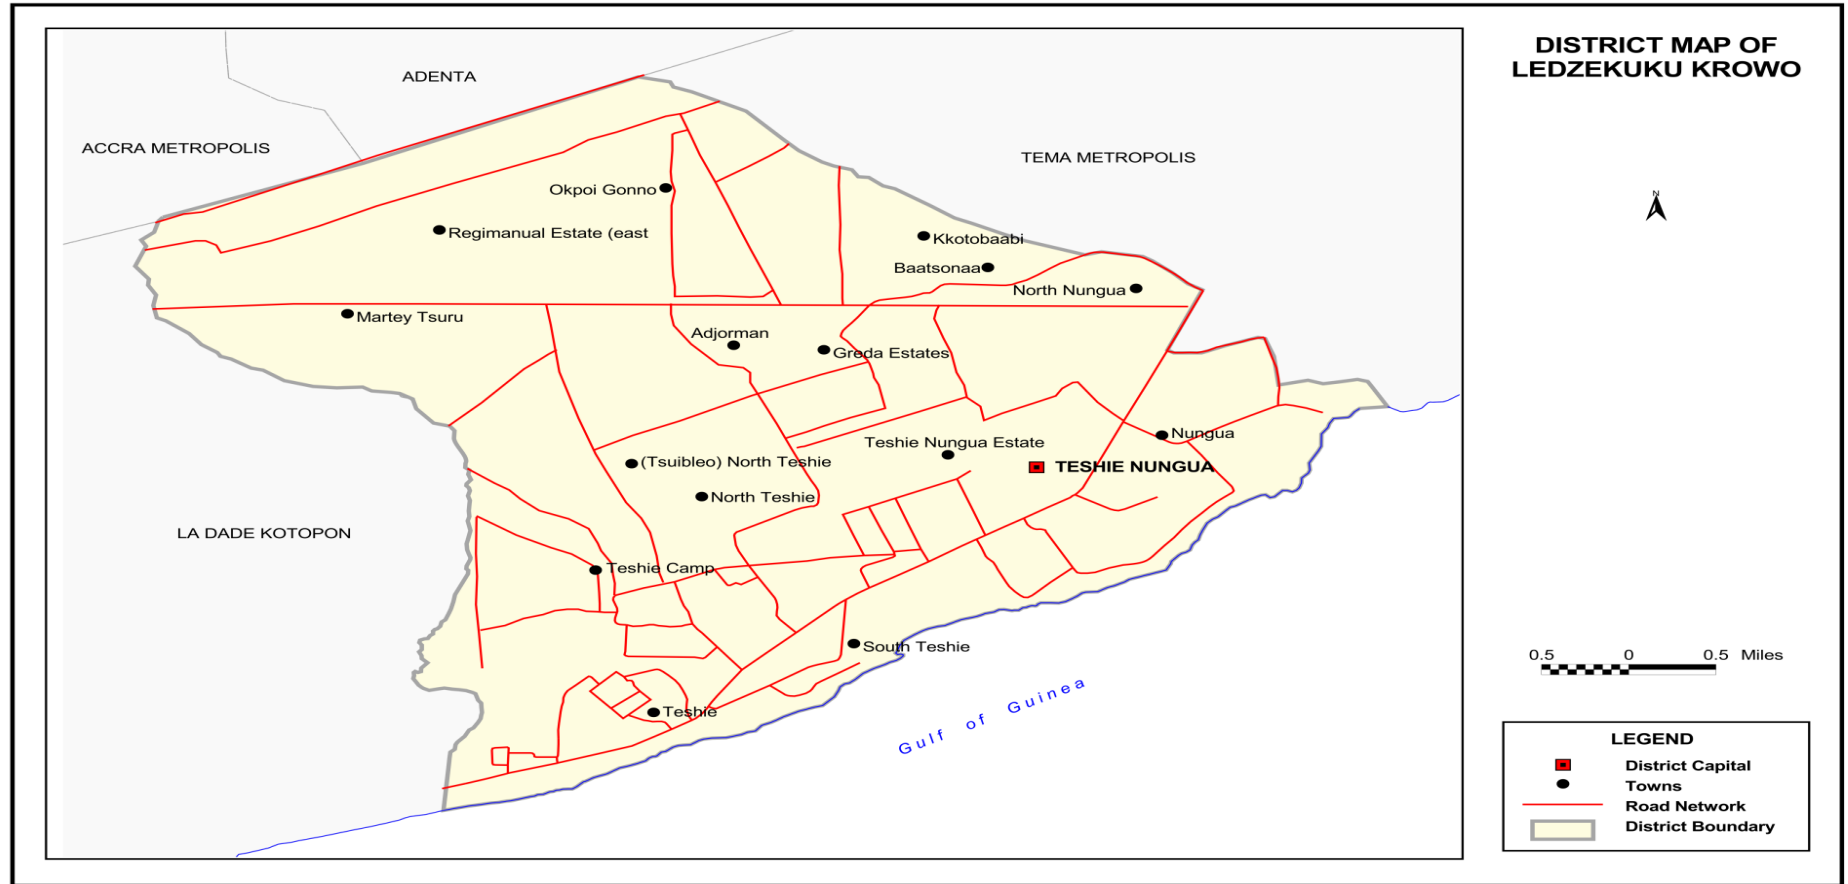 DISTRICT MAP OF
LEDZEKUKU KROWO
ADENTA
ACCRA METROPOLIS
TEMA METROPOLIS
N
Okpoi Gonno
Regimanual Estate (east
Kkotobaabi
Baatsonaa
North Nungua
Martey Tsuru
Adjorman
Greda Estates
Nungua
Teshie Nungua Estate
(Tsuibleo) North Teshie
TESHIE NUNGUA
North Teshie
LA DADE KOTOPON
Teshie Camp
South Teshie
Teshie
Gulf of Guinea
0.5 0 0.5 Miles
LEGEND
District Capital
Towns
Road Network
District Boundary